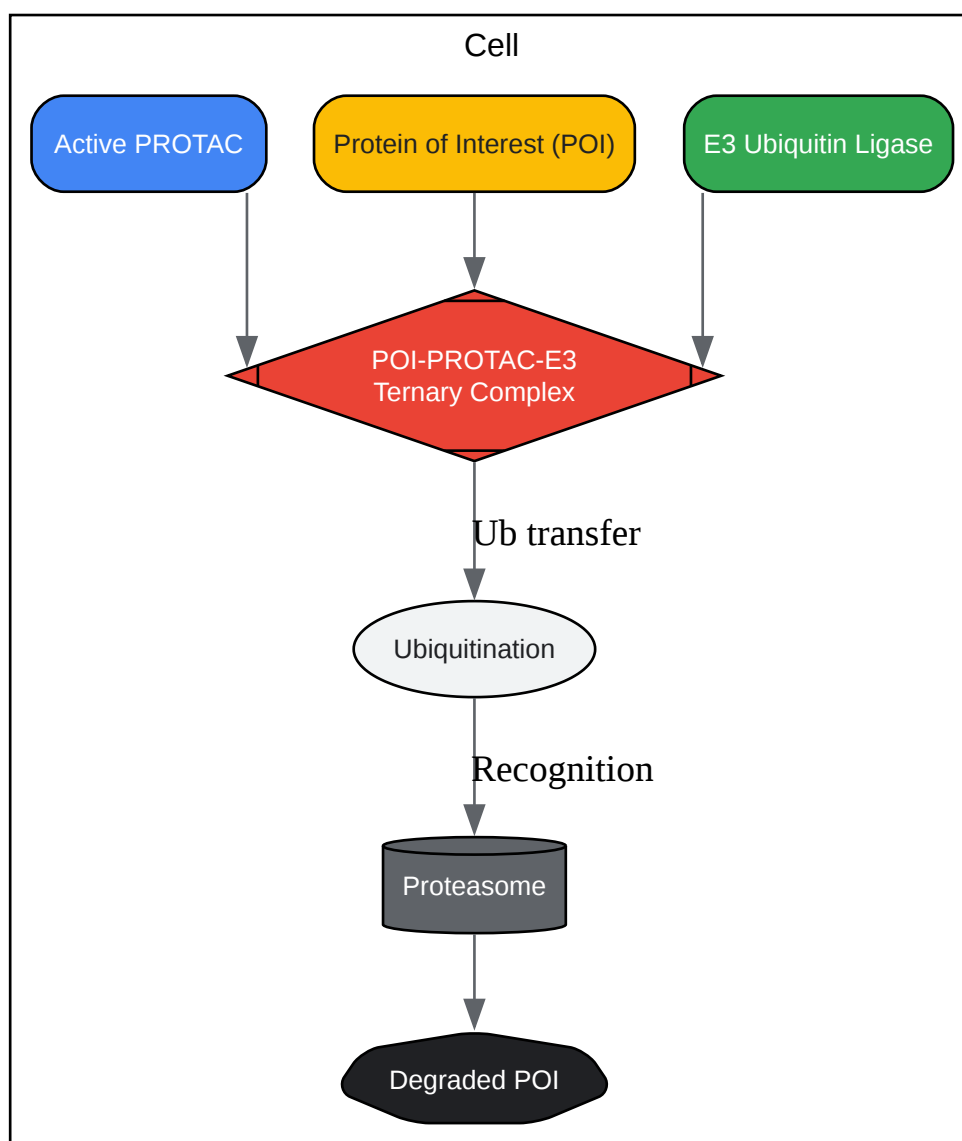 Cell
Active PROTAC
Protein of Interest (POI)
E3 Ubiquitin Ligase
POI-PROTAC-E3
Ternary Complex
Ub transfer
Ubiquitination
Recognition
Proteasome
Degraded POI